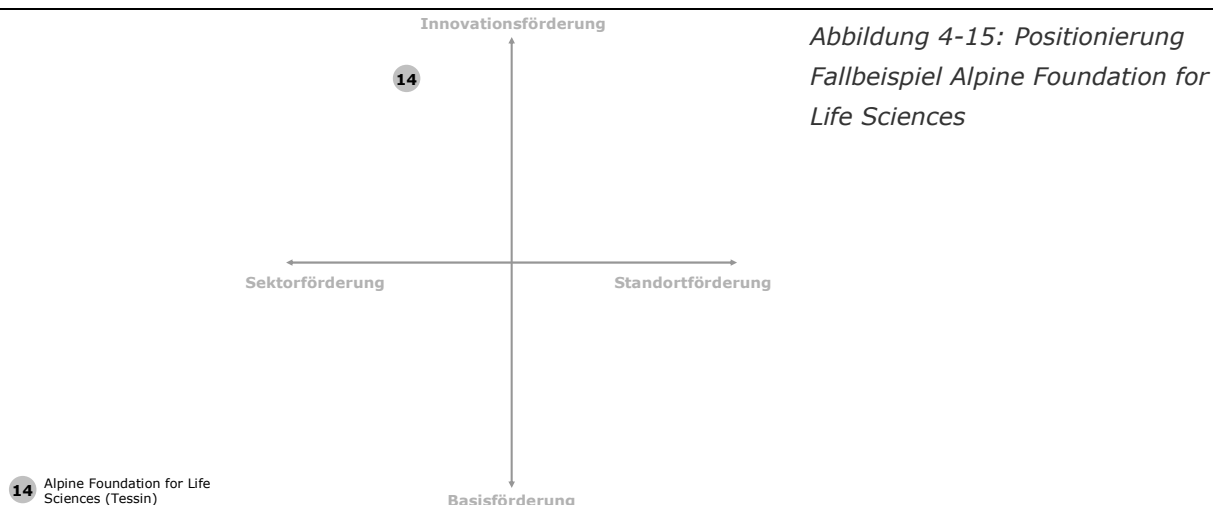 Innovationsförderung
Abbildung 4-15: Positionierung
Fallbeispiel Alpine Foundation for
Life Sciences
14
Sektorförderung
Standortförderung
14
Alpine Foundation for Life
Sciences (Tessin)
Basisförderung